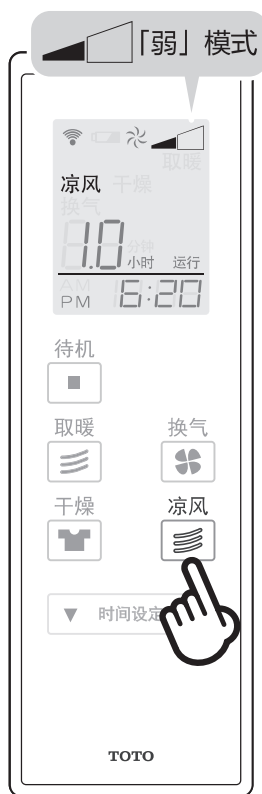 「弱」模式
取暖
凉风 干燥
换气
1.0 分钟
小时 运行
AM
PM 6:20
待机
取暖 换气
干燥 凉风
▼ 时间设定
TOTO